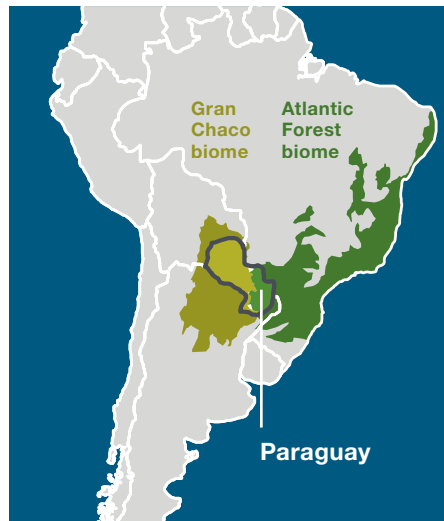 Gran
Chaco
biome
Atlantic
Forest
biome
Paraguay